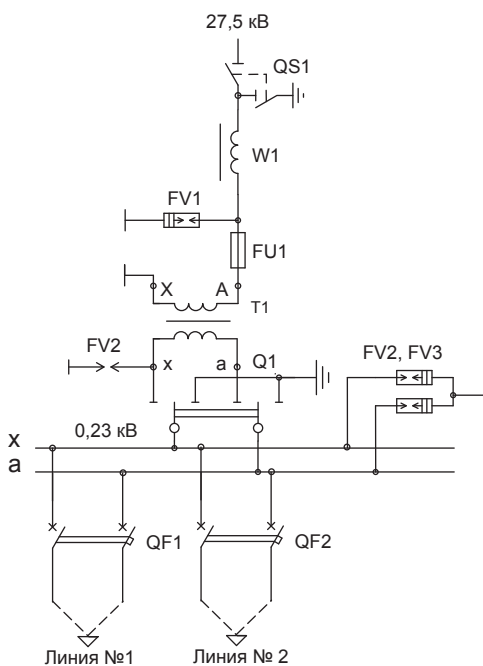 27,5 кВ
QS1
W1
FV1
FU1
X A
T1
FV2
x a Q1
FV2, FV3
0,23 кВ
x
a
QF1
QF2
Линия №1
Линия № 2